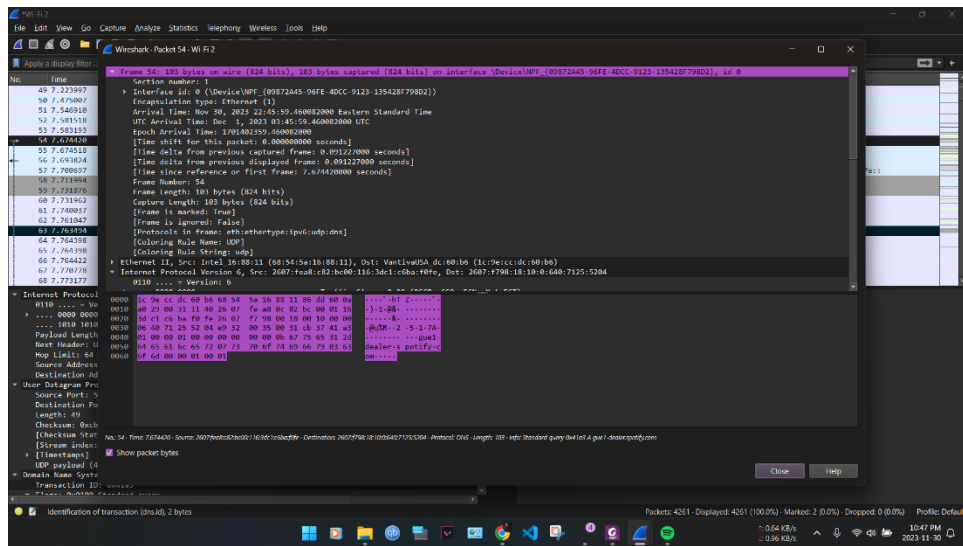 *Wi-Fi 2
File Edit View Go Capture Analyze Statistics Telephony Wireless Tools Help
Apply a display filter
No. Time
49 7.223997
50 7.475007
51 7.546910
52 7.581518
53 7.583193
54 7.674420
55 7.674518
56 7.693824
57 7.700697
58 7.711994
59 7.731876
60 7.731962
61 7.740037
62 7.761047
63 7.763494
64 7.764398
65 7.764398
66 7.764422
67 7.770778
68 7.773177
Internet Protocol
0110 .... = Ve
.... 0000 0000
.... 1010 1010
Payload Length
Next Header: U
Hop Limit: 64
Source Address
Destination Ad
User Datagram Pro
Source Port: 5
Destination Po
Length: 49
Checksum: 0xcb
[Checksum Stat
[Stream index:
[Timestamps]
UDP payload (4
Domain Name Syste
Transaction ID:
Wireshark · Packet 54 · Wi-Fi 2
Frame 54: 103 bytes on wire (824 bits), 103 bytes captured (824 bits) on interface \Device\NPF_{09872A45-96FE-4DCC-9123-135428F798D2}, id 0
Section number: 1
Interface id: 0 (\Device\NPF_{09872A45-96FE-4DCC-9123-135428F798D2})
Encapsulation type: Ethernet (1)
Arrival Time: Nov 30, 2023 22:45:59.460082000 Eastern Standard Time
UTC Arrival Time: Dec 1, 2023 03:45:59.460082000 UTC
Epoch Arrival Time: 1701402359.460082000
[Time shift for this packet: 0.000000000 seconds]
[Time delta from previous captured frame: 0.091227000 seconds]
[Time delta from previous displayed frame: 0.091227000 seconds]
[Time since reference or first frame: 7.674420000 seconds]
Frame Number: 54
Frame Length: 103 bytes (824 bits)
Capture Length: 103 bytes (824 bits)
[Frame is marked: True]
[Frame is ignored: False]
[Protocols in frame: eth:ethertype:ipv6:udp:dns]
[Coloring Rule Name: UDP]
[Coloring Rule String: udp]
Ethernet II, Src: Intel_16:88:11 (68:54:5a:16:88:11), Dst: VantivaUSA_dc:60:b6 (1c:9e:cc:dc:60:b6)
Internet Protocol Version 6, Src: 2607:fea8:c82:bc00:116:3dc1:c6ba:f0fe, Dst: 2607:f798:18:10:0:640:7125:5204
0110 .... = Version: 6
0000 1c 9e cc dc 60 b6 68 54 5a 16 88 11 86 dd 60 0a
0010 a0 29 00 31 11 40 26 07 fe a8 0c 82 bc 00 01 16
0020 3d c1 c6 ba f0 fe 26 07 f7 98 00 18 00 10 00 00
0030 06 40 71 25 52 04 e9 32 00 35 00 31 cb 37 41 a3
0040 01 00 00 01 00 00 00 00 00 00 0b 67 75 65 31 2d
0050 64 65 61 6c 65 72 07 73 70 6f 74 69 66 79 03 63
0060 6f 6d 00 00 01 00 01
No.: 54 · Time: 7.674420 · Source: 2607:fea8:c82:bc00:116:3dc1:c6ba:f0fe · Destination: 2607:f798:18:10:0:640:7125:5204 · Protocol: DNS · Length: 103 · Info: Standard query 0x41a3 A gue1-dealer.spotify.com
Show packet bytes
Close Help
Identification of transaction (dns.id), 2 bytes
Packets: 4261 · Displayed: 4261 (100.0%) · Marked: 2 (0.0%) · Dropped: 0 (0.0%)
Profile: Defaul
0.64 KB/s
0.96 KB/s
10:47 PM
2023-11-30